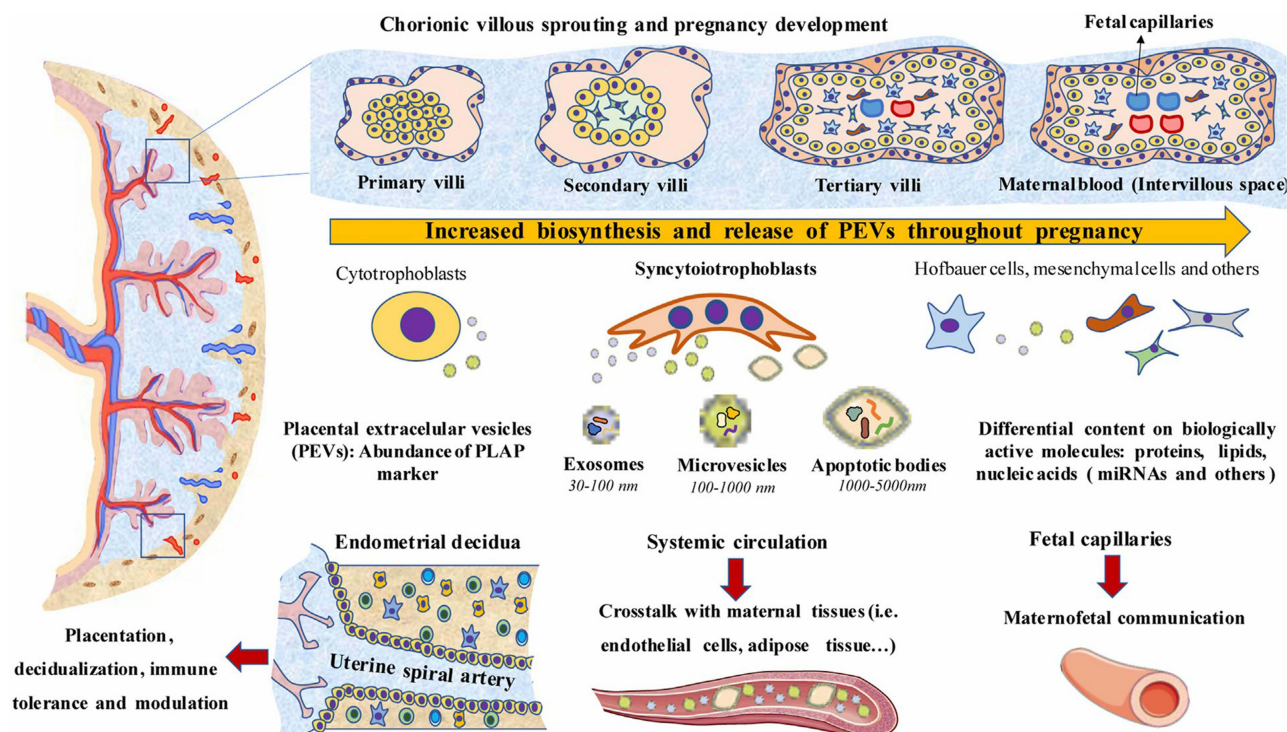 Chorionic villous sprouting and pregnancy development
Fetal capillaries
Primary villi
Secondary villi
Tertiary villi
Maternal blood (Intervillous space)
Increased biosynthesis and release of PEVs throughout pregnancy
Cytotrophoblasts
Syncytoiotrophoblasts
Hofbauer cells, mesenchymal cells and others
Placental extracelular vesicles
(PEVs): Abundance of PLAP
marker
Exosomes
30-100 nm
Microvesicles
100-1000 nm
Apoptotic bodies
1000-5000nm
Differential content on biologically
active molecules: proteins, lipids,
nucleic acids ( miRNAs and others)
Endometrial decidua
Uterine spiral artery
Placentation,
decidualization, immune
tolerance and modulation
Systemic circulation
Crosstalk with maternal tissues (i.e.
endothelial cells, adipose tissue...)
Fetal capillaries
Maternofetal communication